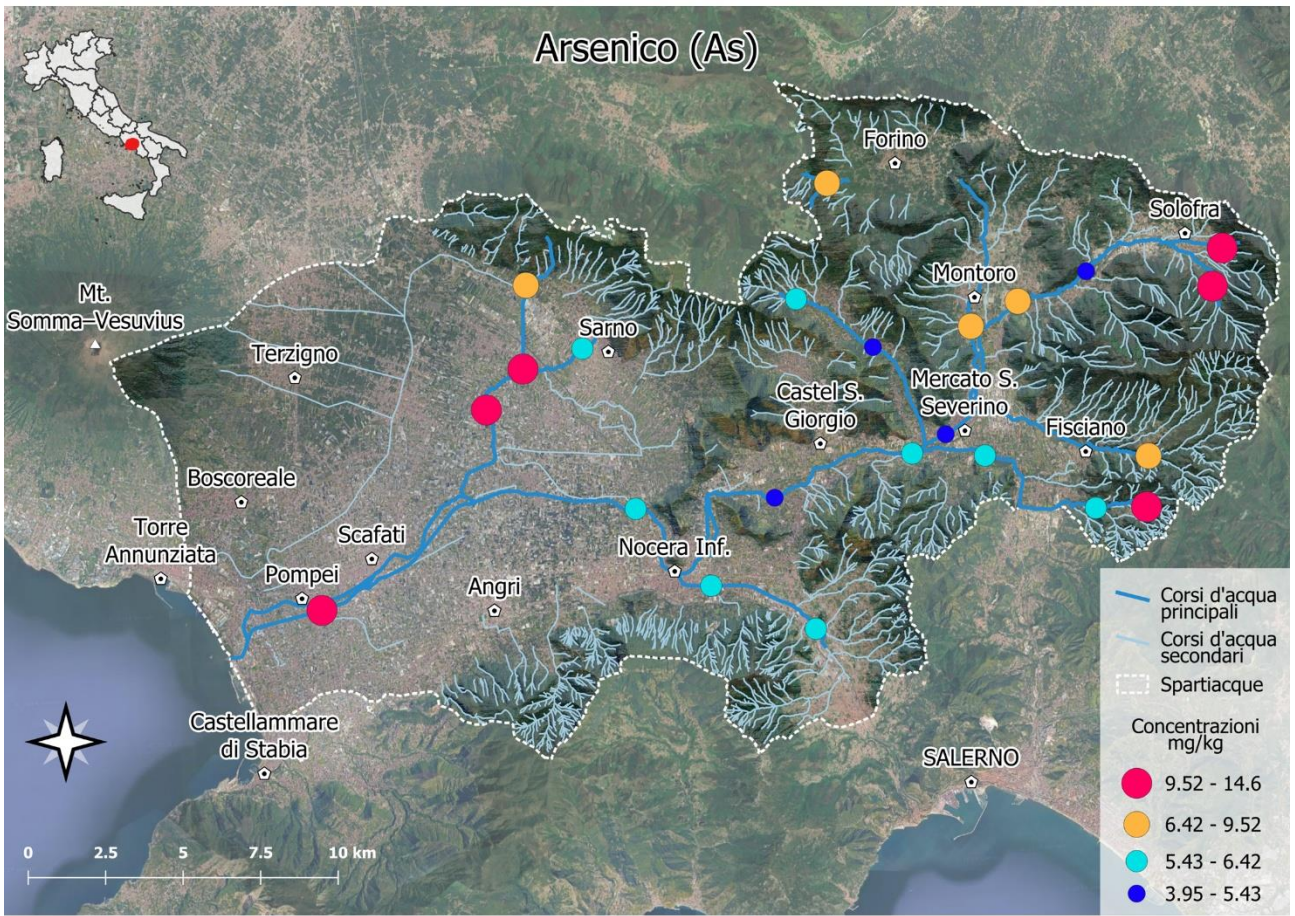 Arsenico (As)
Forino
Solofra
Montoro
Mt.
Somma–Vesuvius
Terzigno
Sarno
Castel S.
Giorgio
Mercato S.
Severino
Fisciano
Boscoreale
Torre
Annunziata
Scafati
Pompei
Nocera Inf.
Angri
Castellammare
di Stabia
SALERNO
0 2.5 5 7.5 10 km
Corsi d'acqua
principali
Corsi d'acqua
secondari
Spartiacque
Concentrazioni
mg/kg
9.52 - 14.6
6.42 - 9.52
5.43 - 6.42
3.95 - 5.43